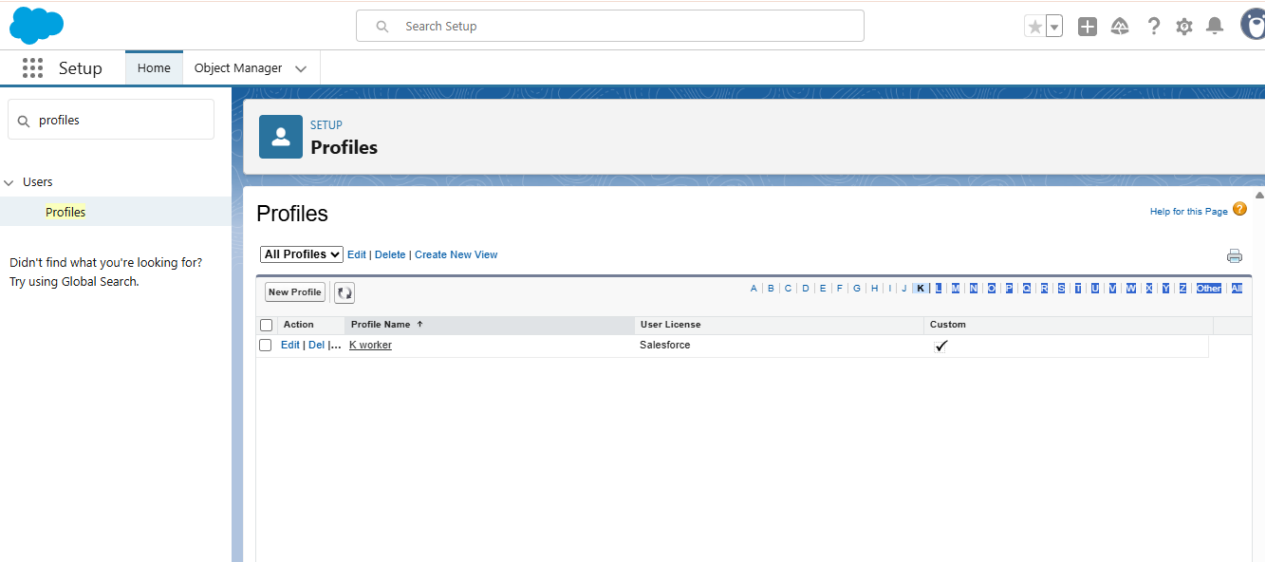 Search Setup
Setup
Home
Object Manager
profiles
Users
Profiles
Didn't find what you're looking for?
Try using Global Search.
SETUP
Profiles
Profiles
Help for this Page ?
All Profiles Edit | Delete | Create New View
New Profile
A | B | C | D | E | F | G | H | I | J | K | L | M | N | O | P | Q | R | S | T | U | V | W | X | Y | Z | Other | All
Action Profile Name ↑ User License Custom
Edit | Del |... K worker Salesforce ✓